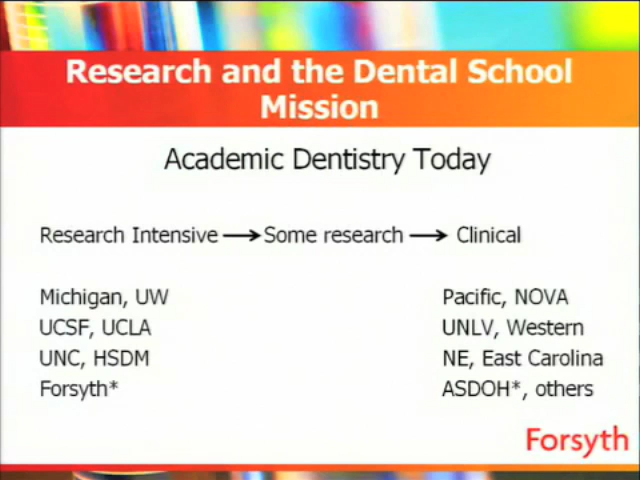 Research and the Dental School
Mission
Academic Dentistry Today
Research Intensive → Some research → Clinical
Michigan, UW
UCSF, UCLA
UNC, HSDM
Forsyth*
Pacific, NOVA
UNLV, Western
NE, East Carolina
ASDOH*, others
Forsyth